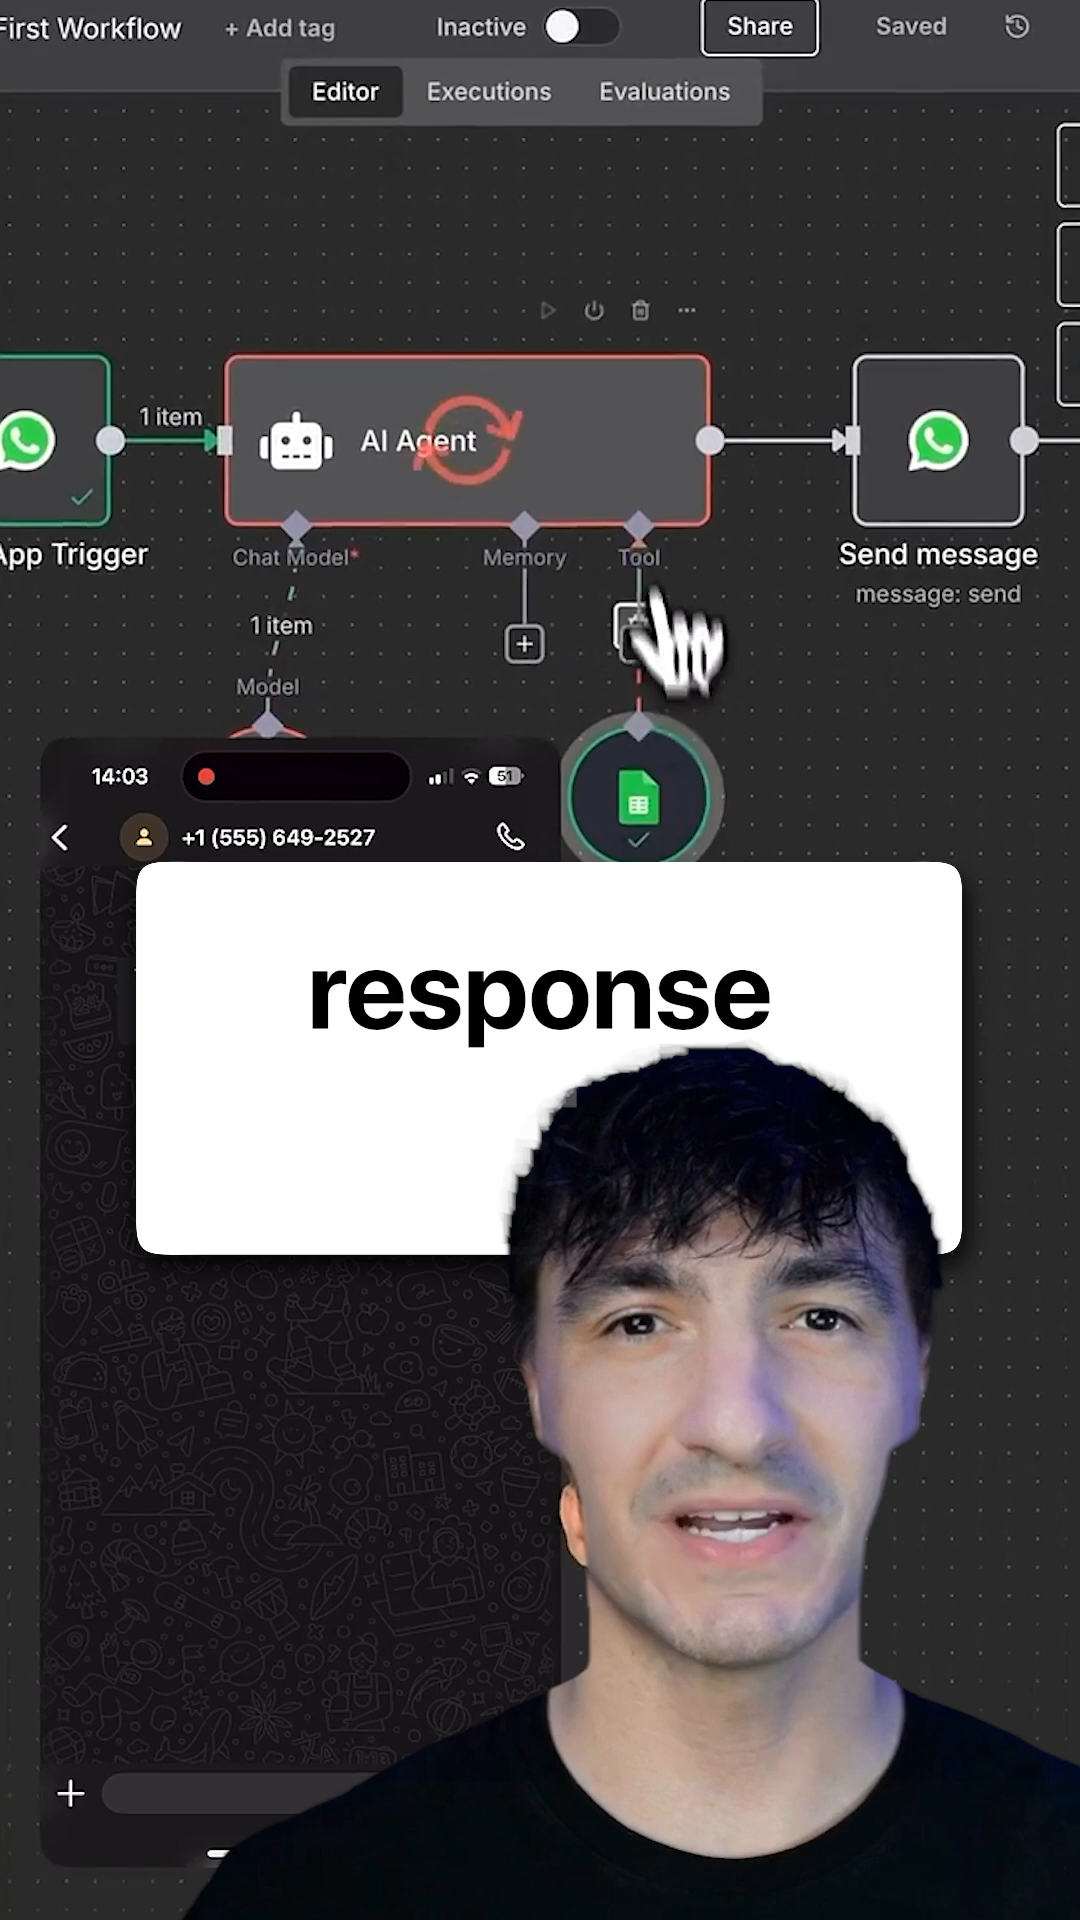 First Workflow
+ Add tag
Inactive
Share
Saved
Editor
Executions
Evaluations
1 item
AI Agent
App Trigger
Chat Model*
Memory
Tool
Send message
message: send
1 item
Model
14:03
51
+1 (555) 649-2527
response